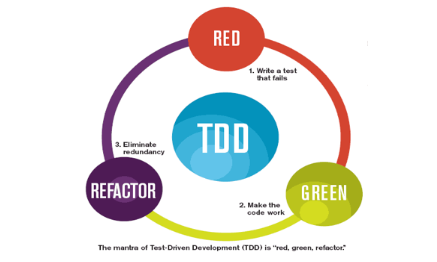 RED
1. Write a test
that fails
TDD
3. Eliminate
redundancy
REFACTOR
GREEN
2. Make the
code work
The mantra of Test-Driven Development (TDD) is "red, green, refactor."